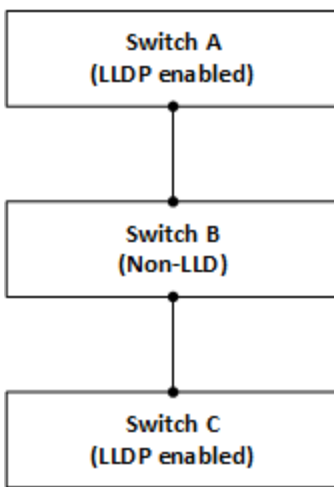 Switch A
(LLDP enabled)
Switch B
(Non-LLD)
Switch C
(LLDP enabled)